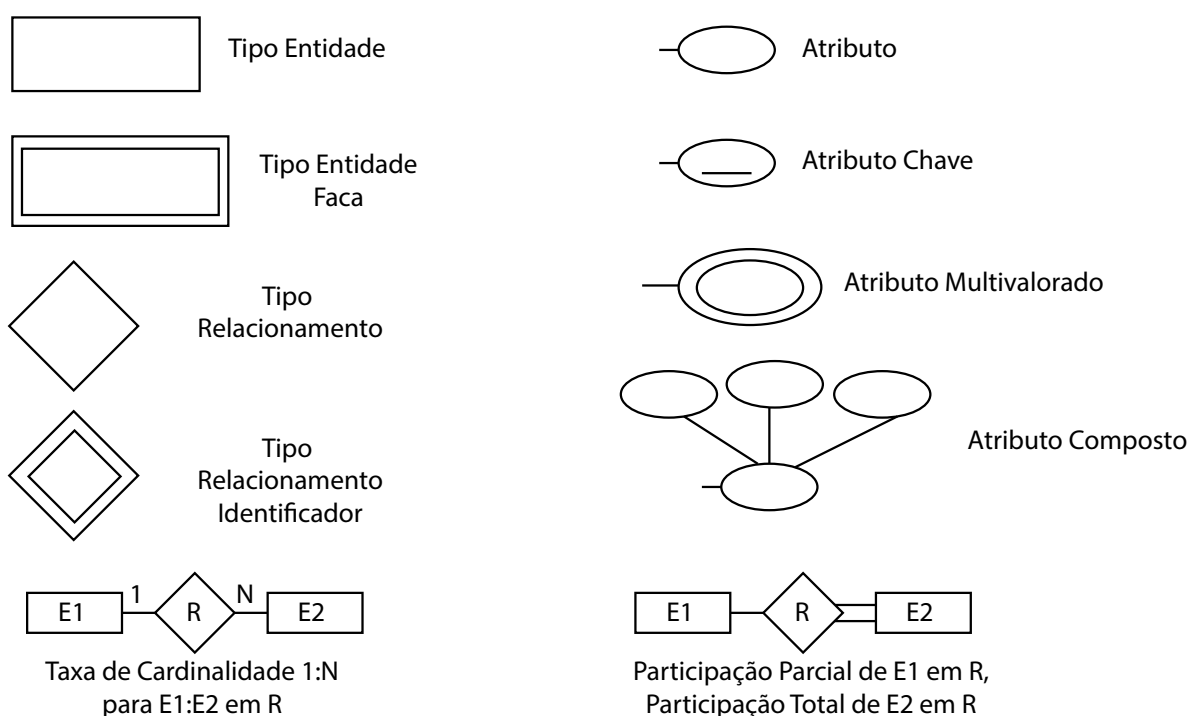 Tipo Entidade
Atributo
Tipo Entidade
Faca
Atributo Chave
Tipo
Relacionamento
Atributo Multivalorado
Tipo
Relacionamento
Identificador
Atributo Composto
E1 1 R N E2
Taxa de Cardinalidade 1:N
para E1:E2 em R
E1 R E2
Participação Parcial de E1 em R,
Participação Total de E2 em R